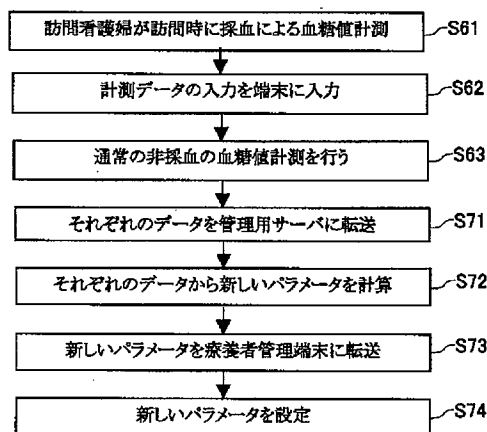 訪問看護婦が訪問時に採血による血糖値計測 S61
計測データの入力を端末に入力 S62
通常の非採血の血糖値計測を行う S63
それぞれのデータを管理用サーバに転送 S71
それぞれのデータから新しいパラメータを計算 S72
新しいパラメータを療養者管理端末に転送 S73
新しいパラメータを設定 S74